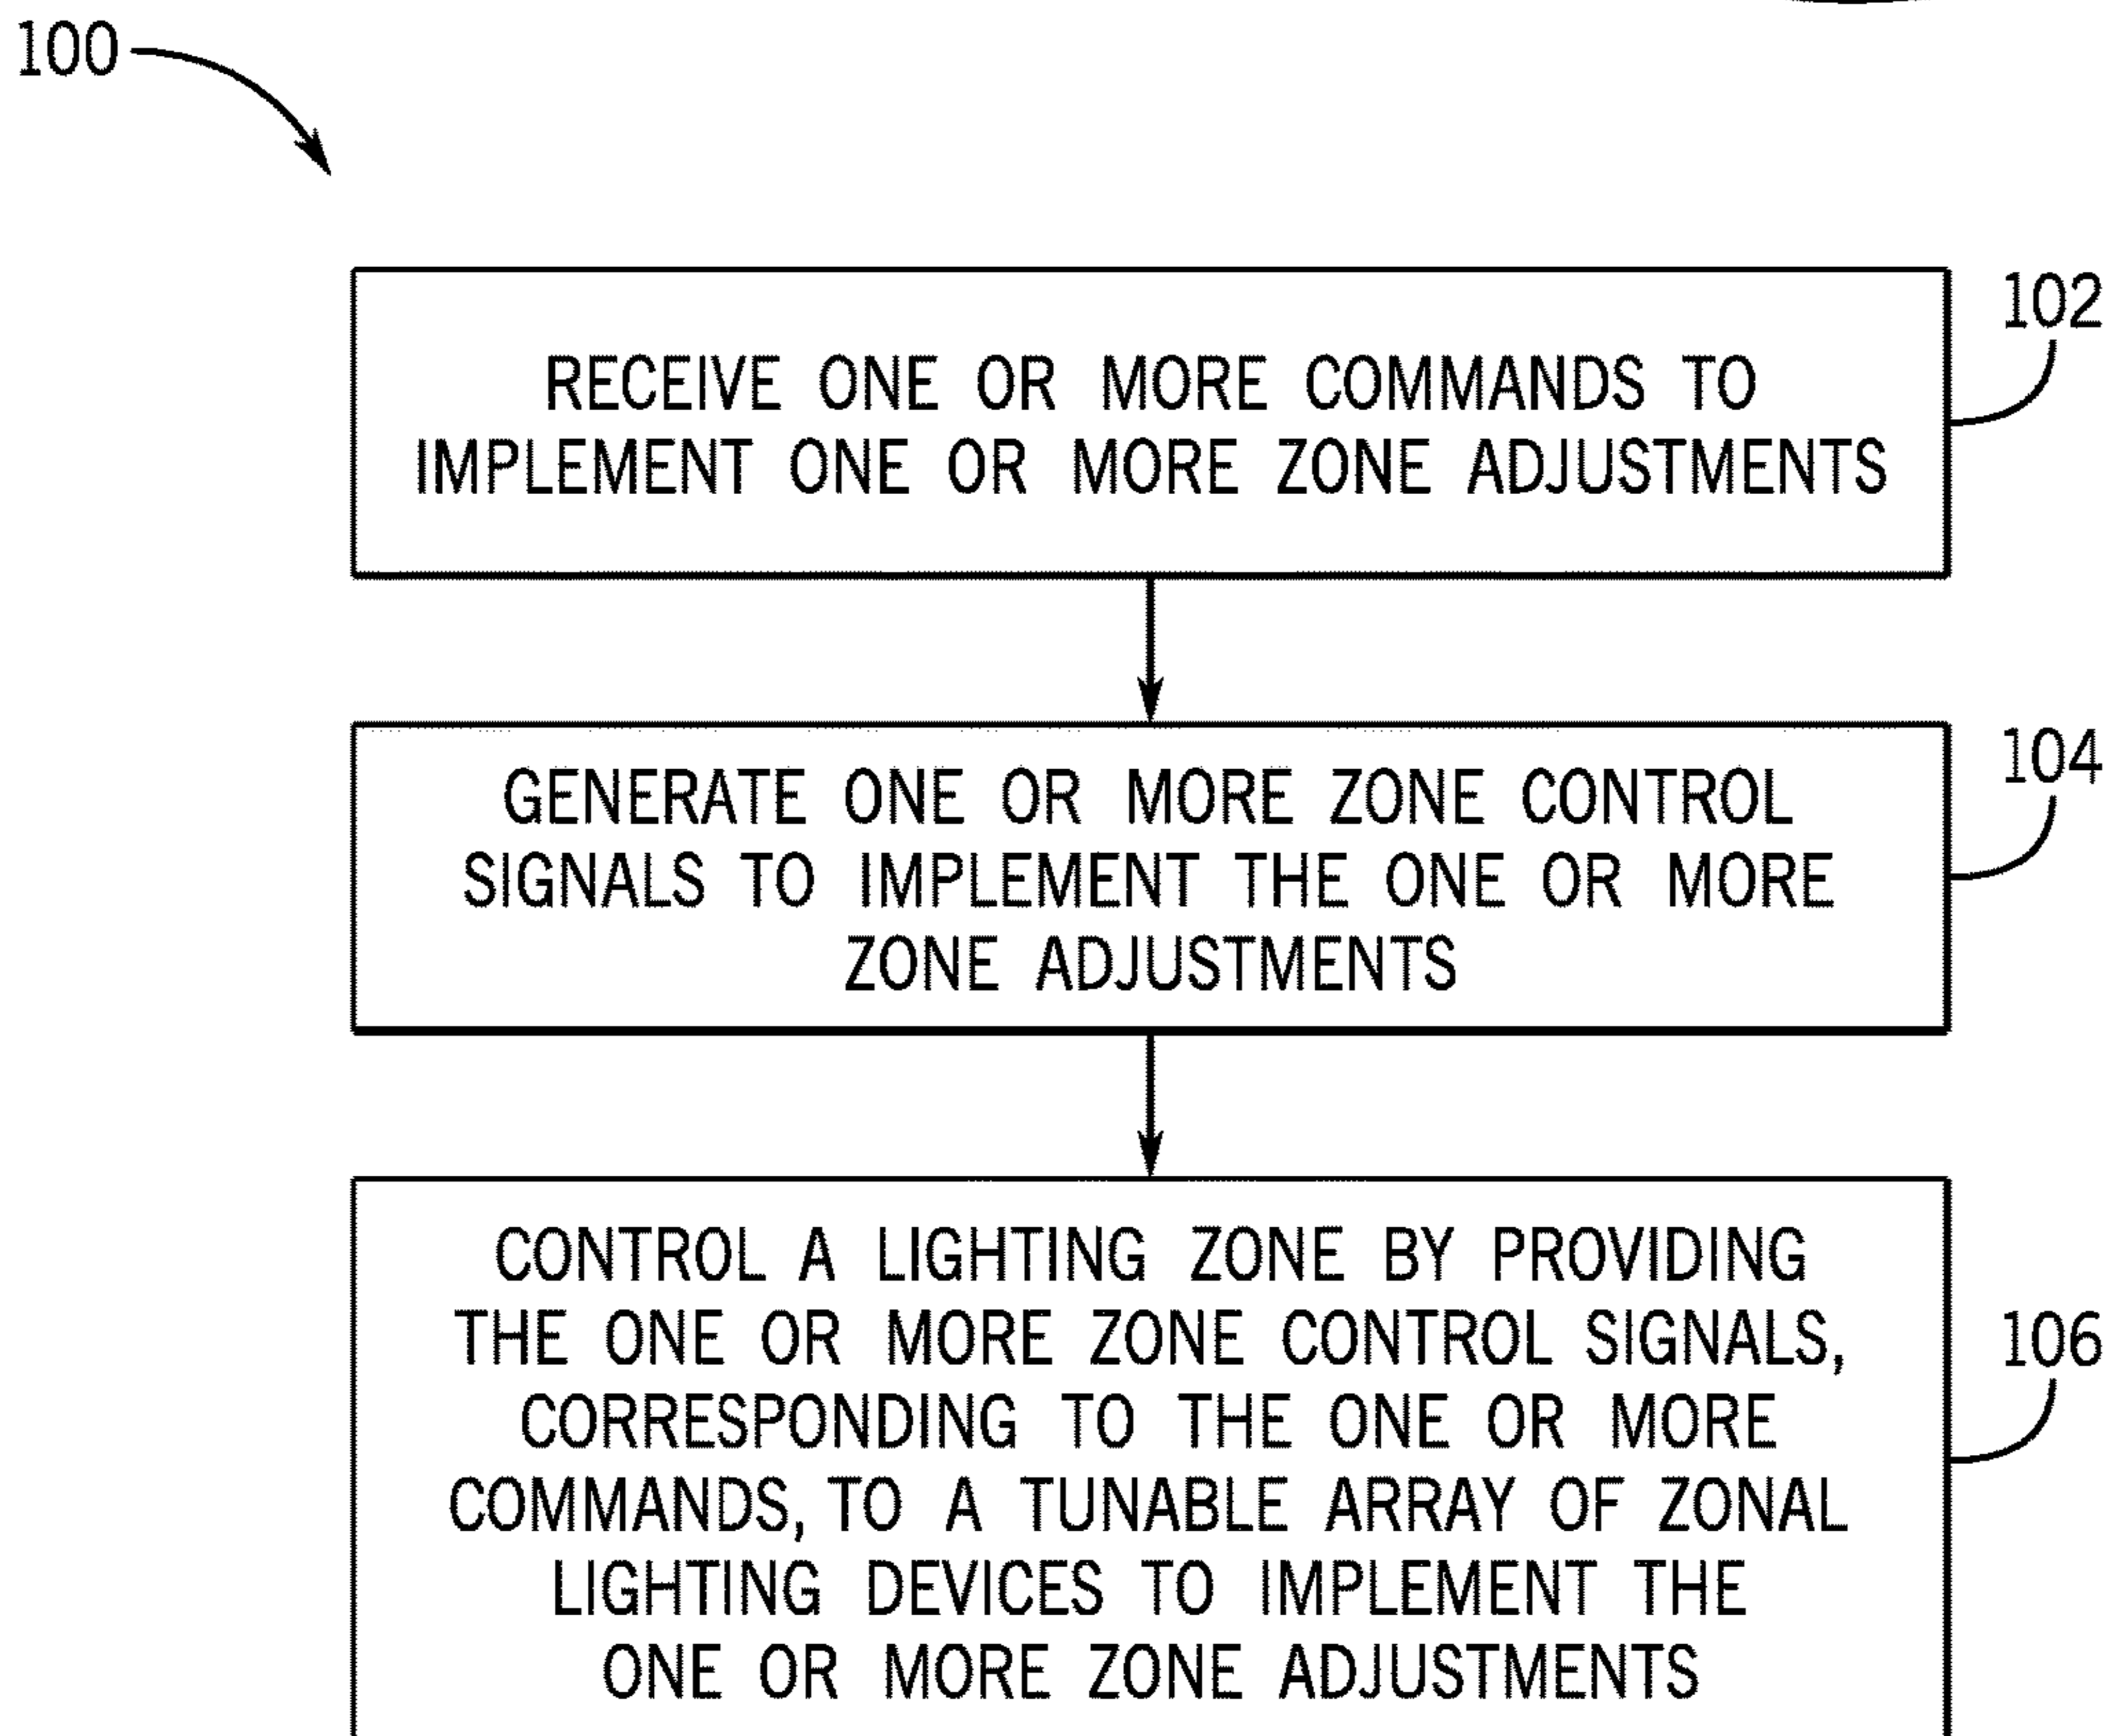 100
102
RECEIVE ONE OR MORE COMMANDS TO
IMPLEMENT ONE OR MORE ZONE ADJUSTMENTS
104
GENERATE ONE OR MORE ZONE CONTROL
SIGNALS TO IMPLEMENT THE ONE OR MORE
ZONE ADJUSTMENTS
CONTROL A LIGHTING ZONE BY PROVIDING
THE ONE OR MORE ZONE CONTROL SIGNALS,
106
CORRESPONDING TO THE ONE OR MORE
COMMANDS, TO A TUNABLE ARRAY OF ZONAL
LIGHTING DEVICES TO IMPLEMENT THE
ONE OR MORE ZONE ADJUSTMENTS